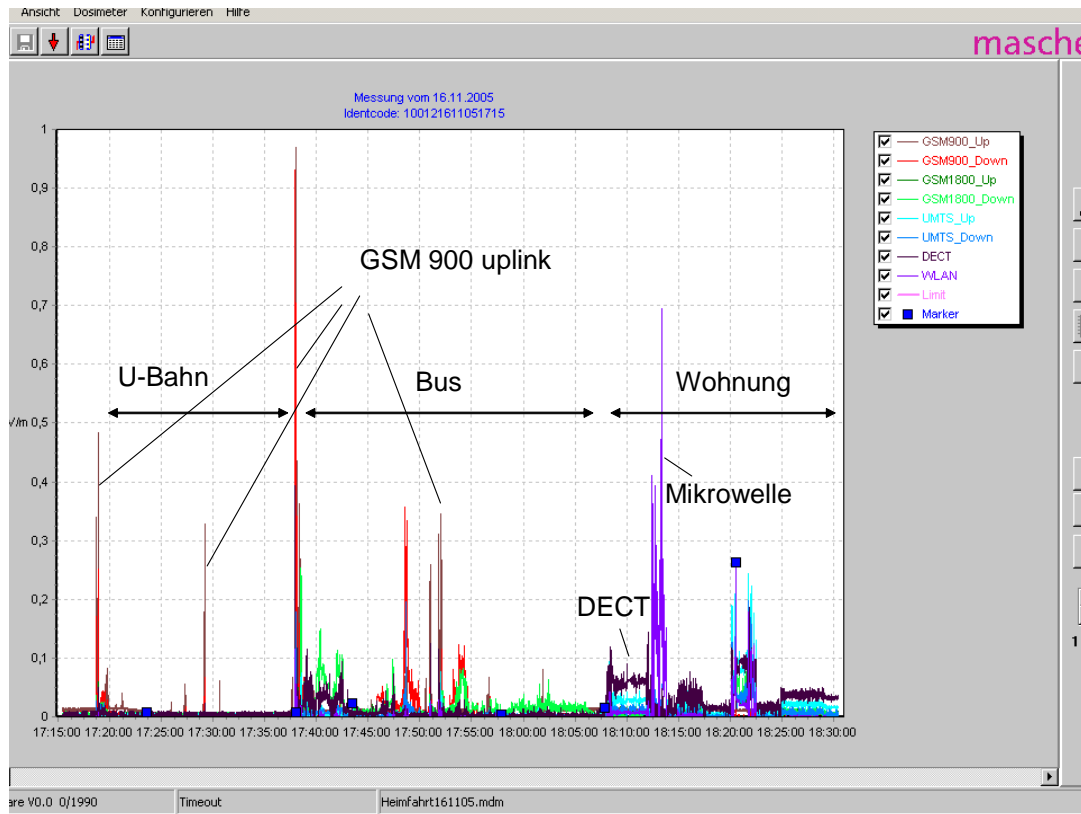 Ansicht Dosimeter Konfigurieren Hilfe
masche
Messung vom 16.11.2005
Identcode: 100121611051715
1
0,9
0,8
0,7
0,6
V/m 0,5
0,4
0,3
0,2
0,1
0
GSM 900 uplink
U-Bahn
Bus
Wohnung
Mikrowelle
DECT
17:15:00 17:20:00 17:25:00 17:30:00 17:35:00 17:40:00 17:45:00 17:50:00 17:55:00 18:00:00 18:05:00 18:10:00 18:15:00 18:20:00 18:25:00 18:30:00
GSM900_Up
GSM900_Down
GSM1800_Up
GSM1800_Down
UMTS_Up
UMTS_Down
DECT
WLAN
Limit
Marker
1
are V0.0 0/1990
Timeout
Heimfahrt161105.mdm